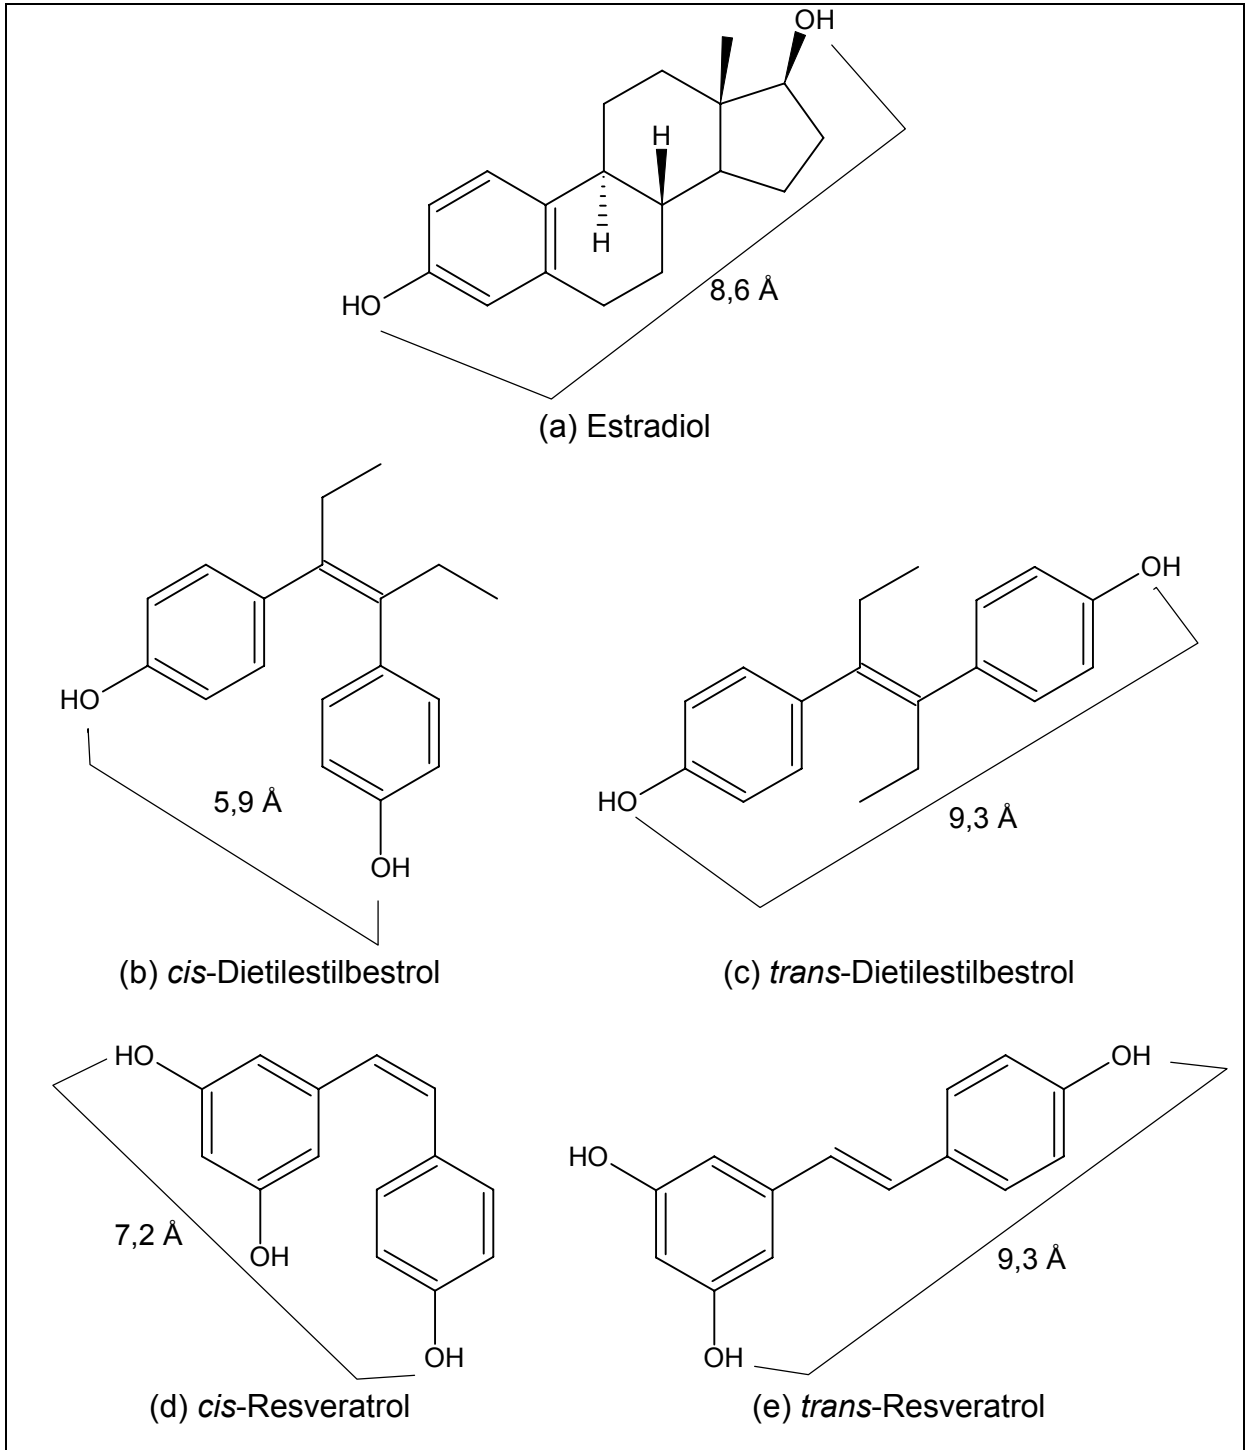 OH
H
H
HO
8,6 Å
(a) Estradiol
HO
5,9 Å
OH
(b) cis-Dietilestilbestrol
OH
HO
9,3 Å
(c) trans-Dietilestilbestrol
HO
OH
7,2 Å
OH
(d) cis-Resveratrol
OH
HO
9,3 Å
OH
(e) trans-Resveratrol